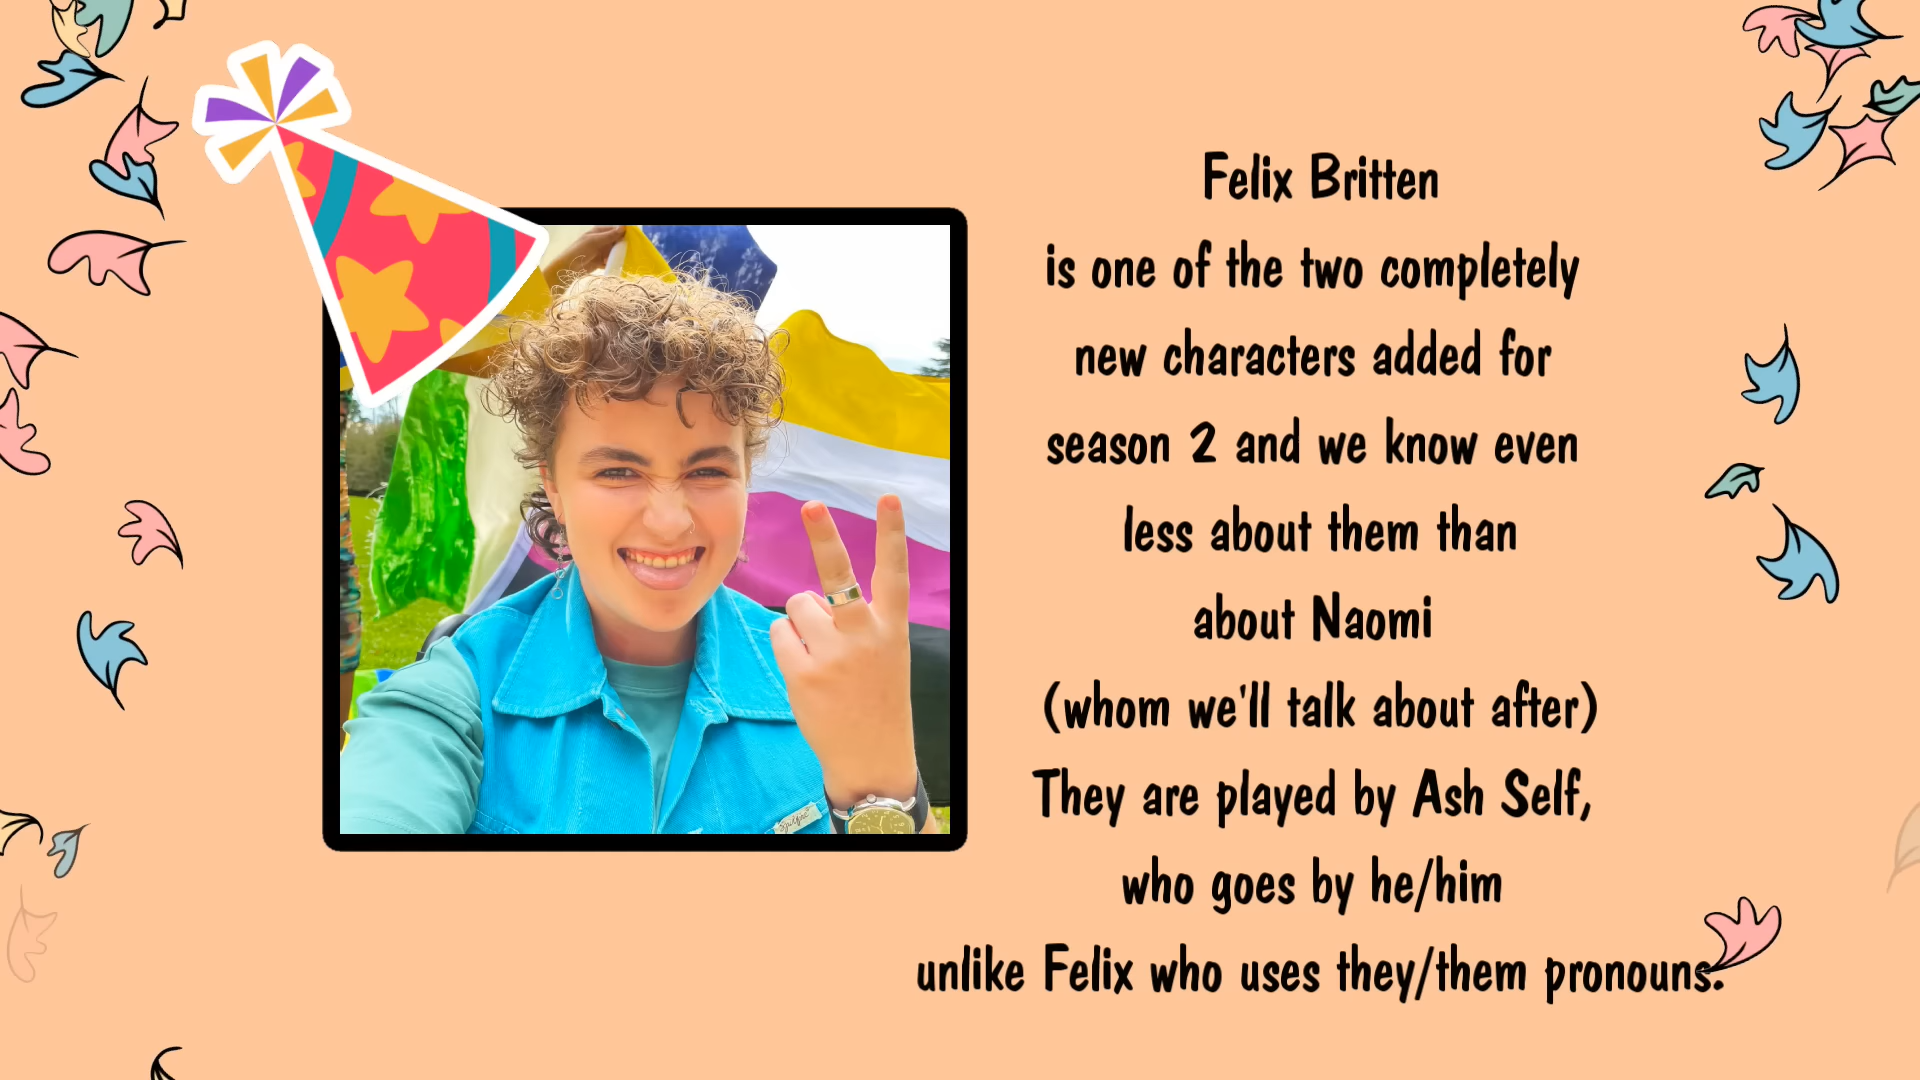 Felix Britten
is one of the two completely
new characters added for
season 2 and we know even
less about them than
about Naomi
(whom we'll talk about after)
They are played by Ash Self,
who goes by he/him
unlike Felix who uses they/them pronouns.